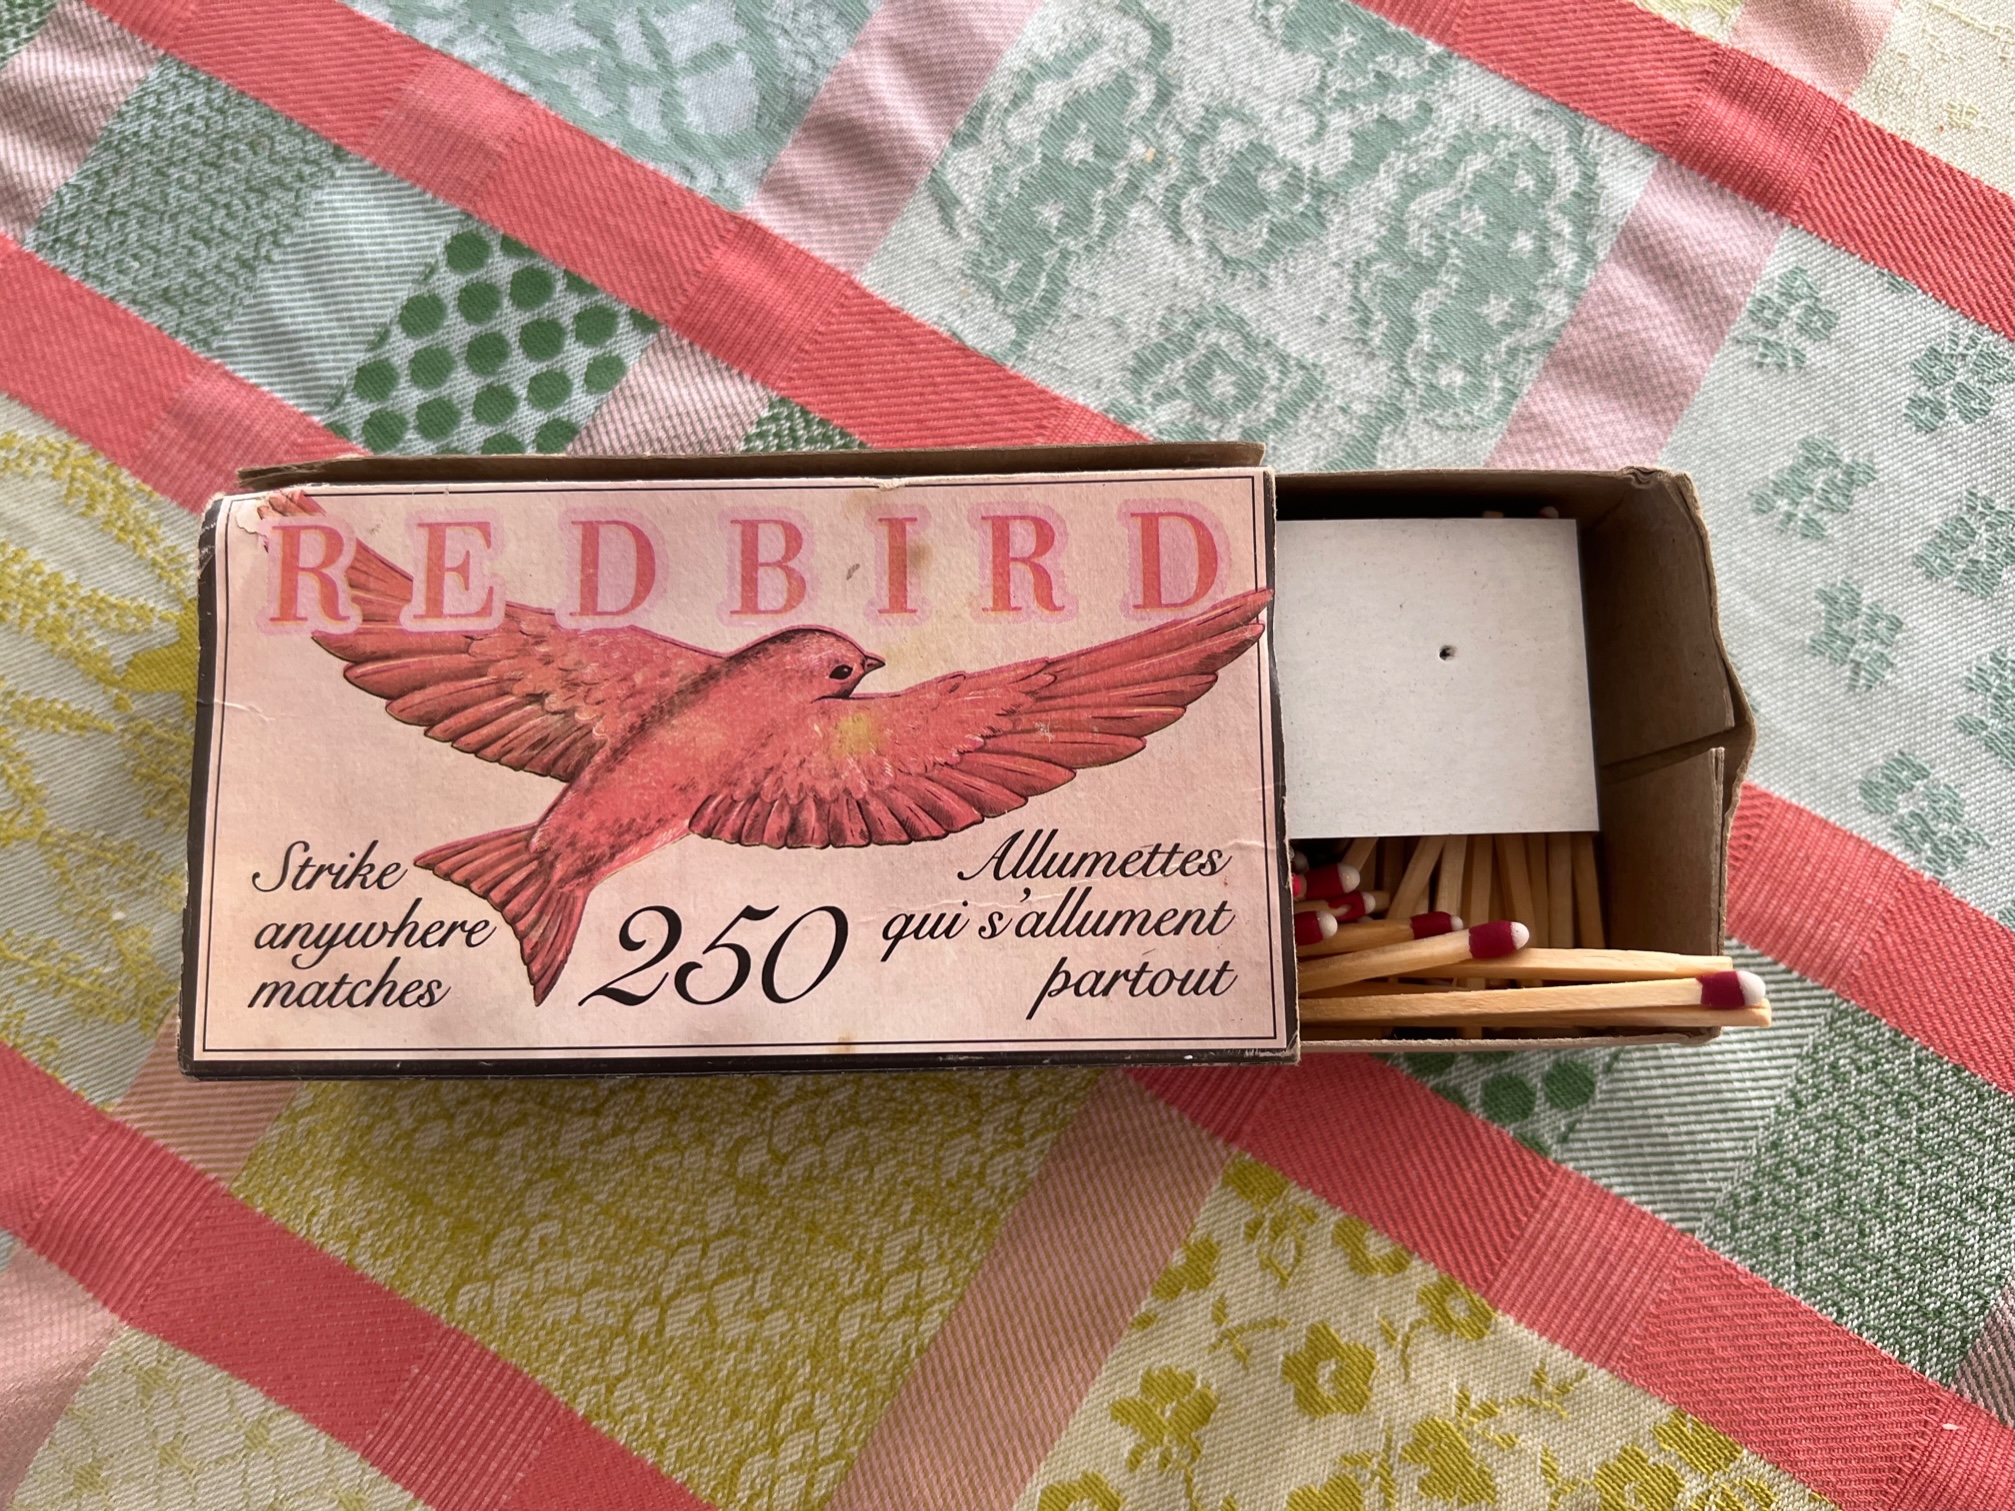 REDBIRD
Strike
anywhere
matches
250
Allumettes
qui s'allument
partout